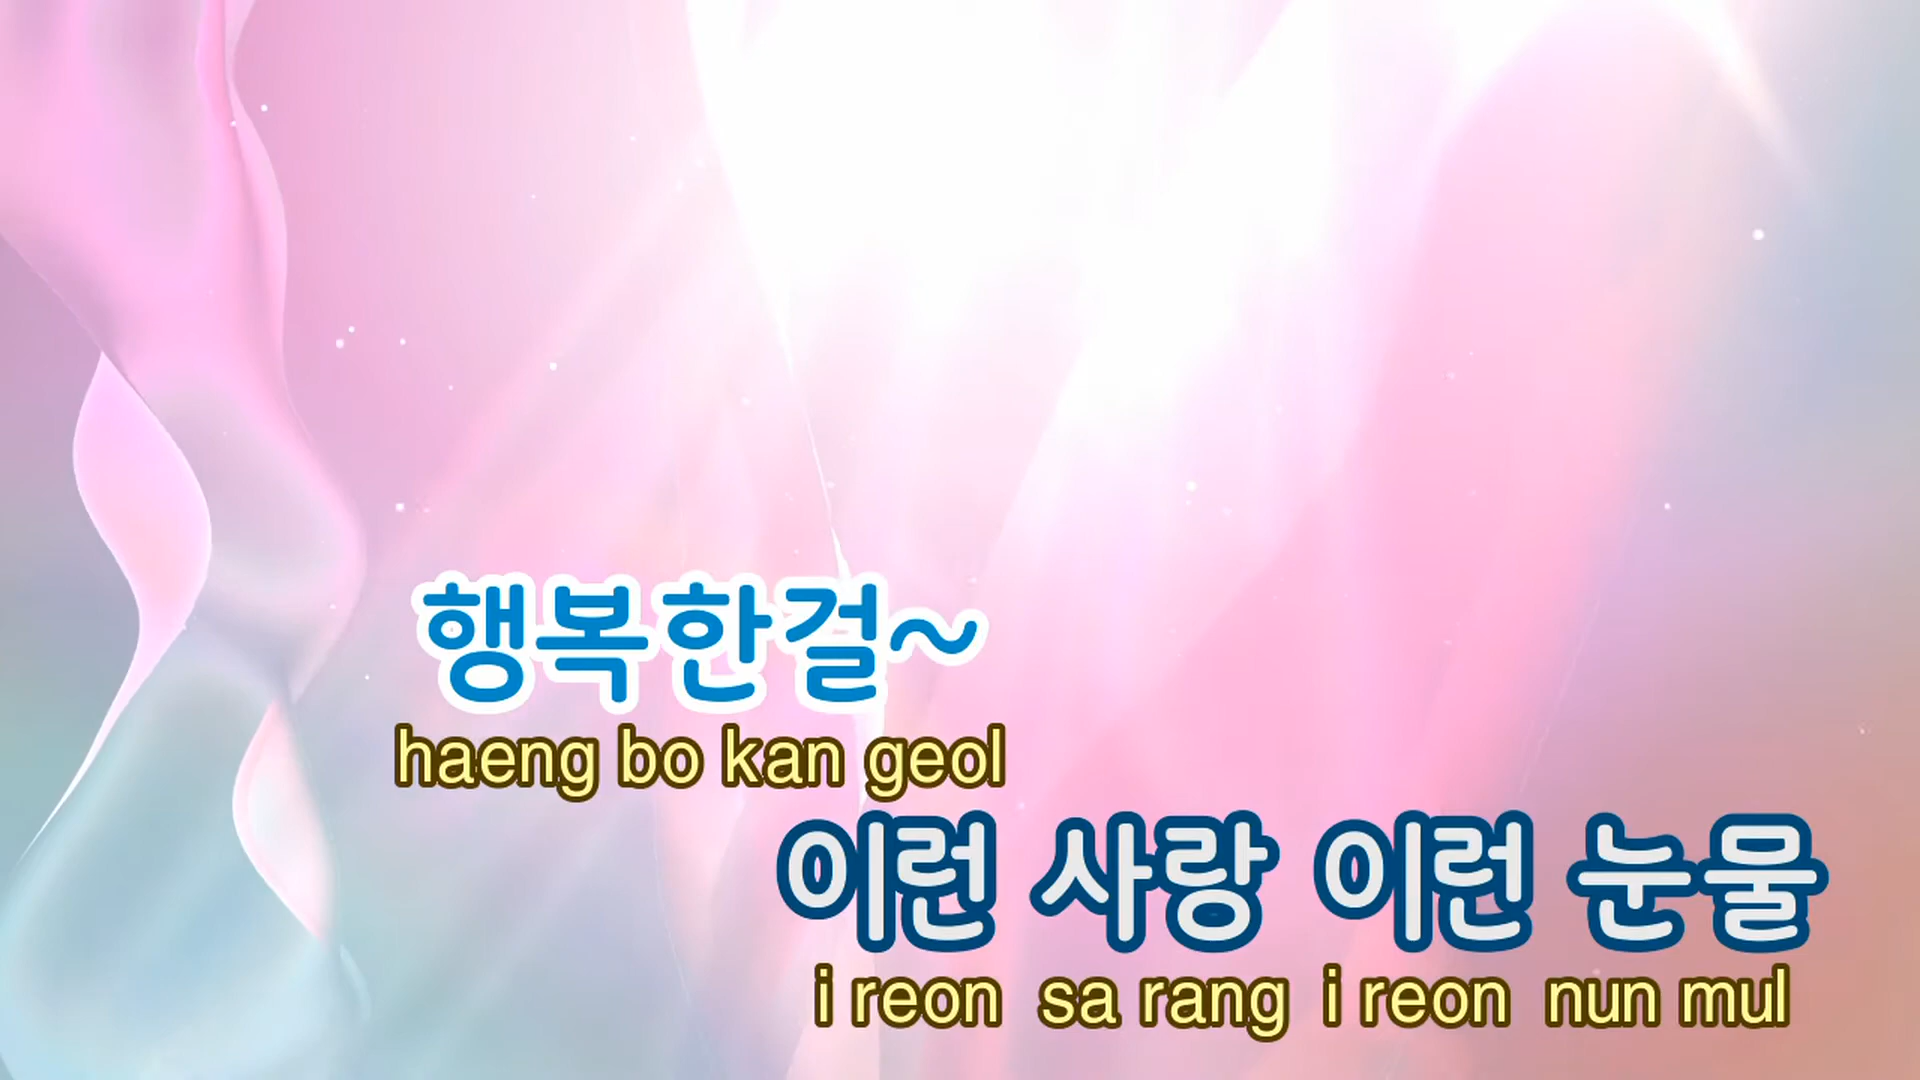 행복한걸~
haeng bo kan geol
이런 사랑 이런 눈물
i reon sa rang i reon nun mul